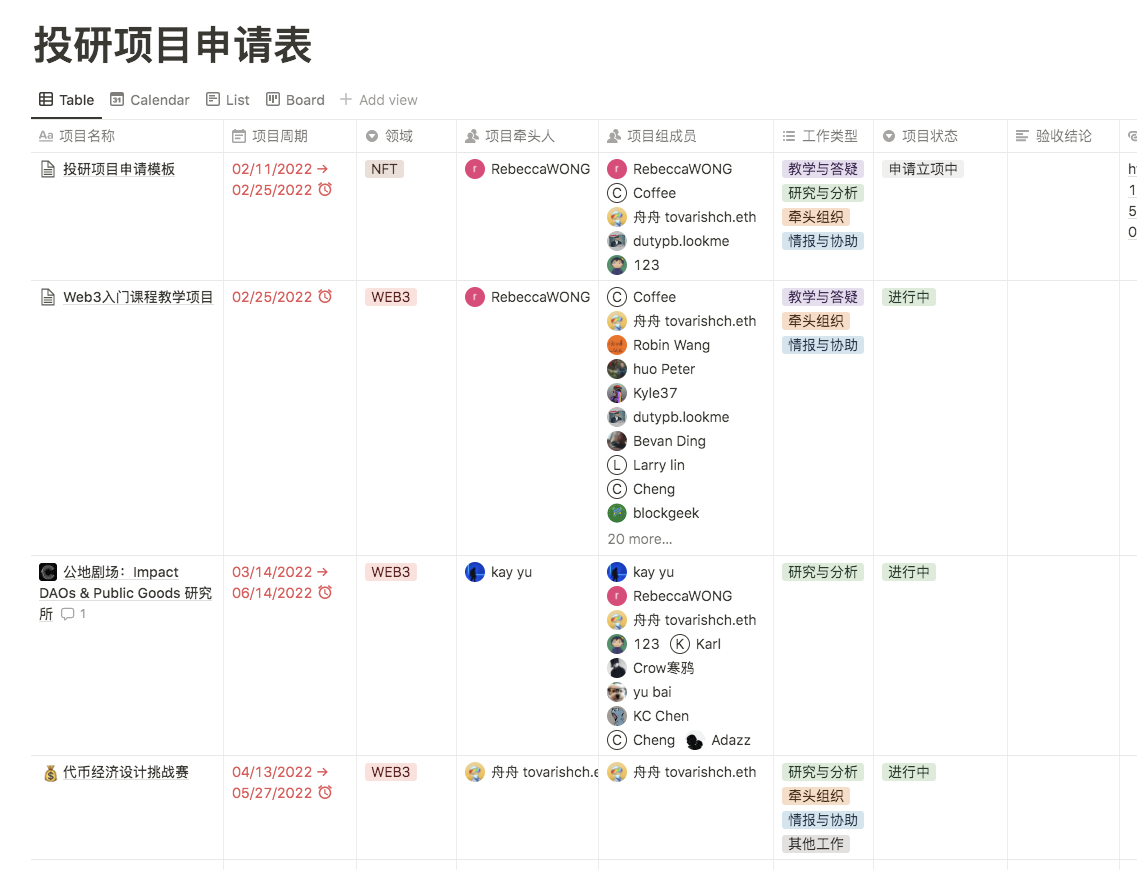 投研项目申请表
Table Calendar List Board Add view
Aa 项目名称 项目周期 领域 项目牵头人 项目组成员 工作类型 项目状态 验收结论
投研项目申请模板 02/11/2022 → NFT r RebeccaWONG r RebeccaWONG 教学与答疑 申请立项中
02/25/2022 C Coffee 研究与分析
舟舟 tovarishch.eth 牵头组织
dutypb.lookme 情报与协助
123
Web3入门课程教学项目 02/25/2022 WEB3 r RebeccaWONG C Coffee 教学与答疑 进行中
舟舟 tovarishch.eth 牵头组织
Robin Wang 情报与协助
huo Peter
Kyle37
dutypb.lookme
Bevan Ding
L Larry lin
C Cheng
blockgeek
20 more...
公地剧场：Impact 03/14/2022 → WEB3 kay yu kay yu 研究与分析 进行中
DAOs & Public Goods 研究 06/14/2022 r RebeccaWONG
所 1 舟舟 tovarishch.eth
123 K Karl
Crow寒鸦
yu bai
KC Chen
C Cheng Adazz
代币经济设计挑战赛 04/13/2022 → WEB3 舟舟 tovarishch.e 舟舟 tovarishch.eth 研究与分析 进行中
05/27/2022 牵头组织
情报与协助
其他工作